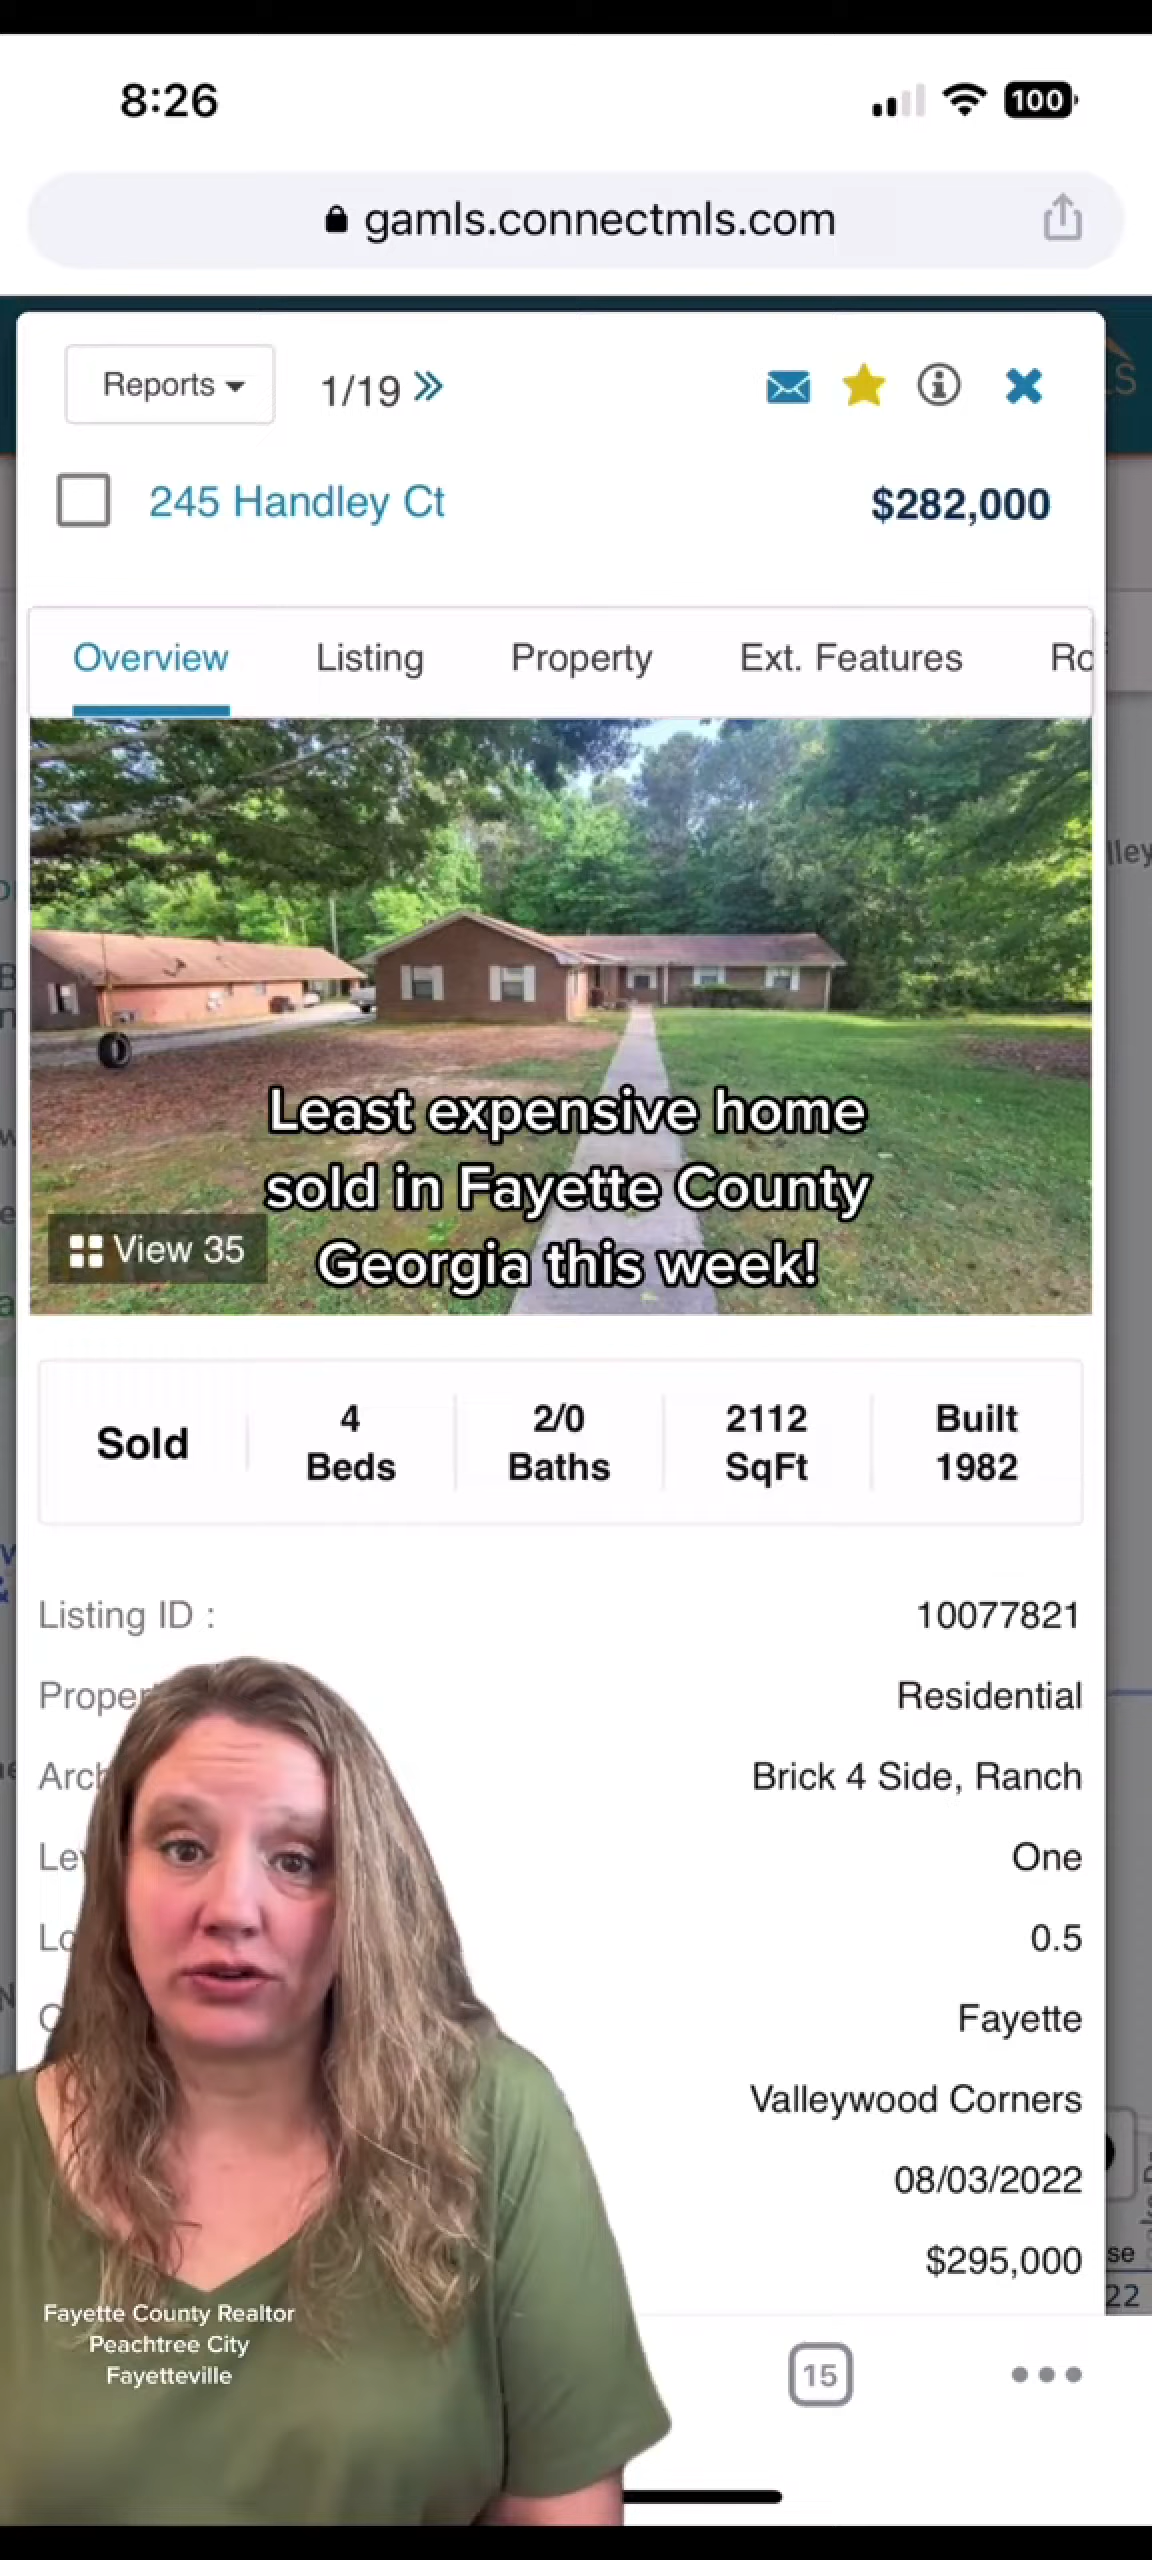 8:26
100
gamls.connectmls.com
Reports
1/19
245 Handley Ct
$282,000
Overview
Listing
Property
Ext. Features
Ro
Least expensive home
sold in Fayette County
Georgia this week!
View 35
Sold
4
Beds
2/0
Baths
2112
SqFt
Built
1982
Listing ID :
10077821
Residential
Brick 4 Side, Ranch
One
0.5
Fayette
Valleywood Corners
08/03/2022
$295,000
Fayette County Realtor
Peachtree City
Fayetteville
15